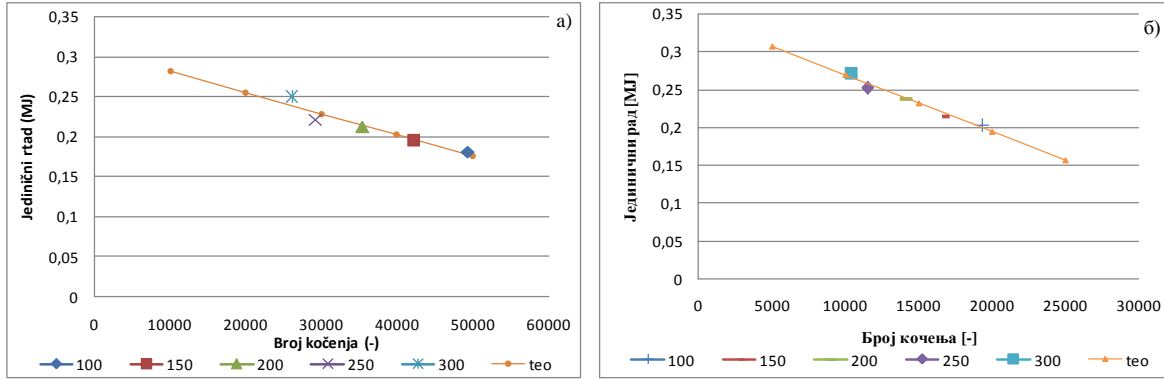 а)
Jedinični rtad (MJ)
0,35
0,3
0,25
0,2
0,15
0,1
0,05
0
0 10000 20000 30000 40000 50000 60000
Broj kočenja (-)
100 150 200 250 300 teo
б)
Јединични рад [МЈ]
0,35
0,3
0,25
0,2
0,15
0,1
0,05
0
0 5000 10000 15000 20000 25000 30000
Број кочења [-]
100 150 200 250 300 teo